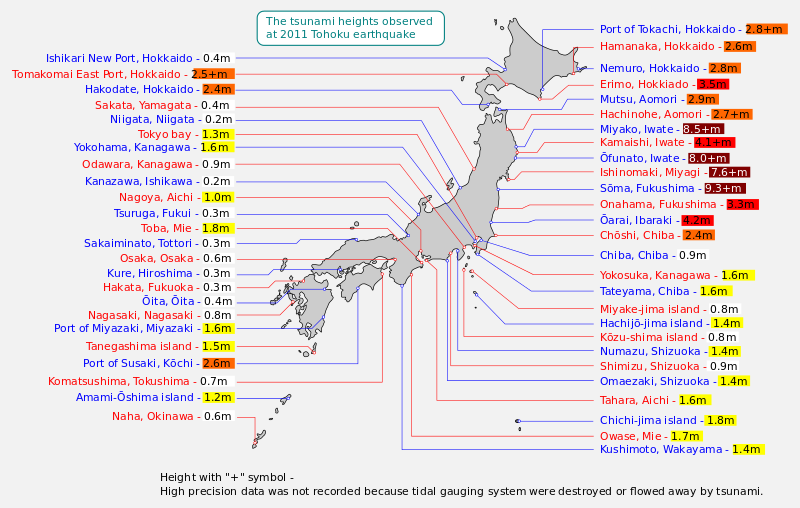 The tsunami heights observed
at 2011 Tohoku earthquake
Ishikari New Port, Hokkaido - 0.4m
Tomakomai East Port, Hokkaido - 2.5+m
Hakodate, Hokkaido - 2.4m
Sakata, Yamagata - 0.4m
Niigata, Niigata - 0.2m
Tokyo bay - 1.3m
Yokohama, Kanagawa - 1.6m
Odawara, Kanagawa - 0.9m
Kanazawa, Ishikawa - 0.2m
Nagoya, Aichi - 1.0m
Tsuruga, Fukui - 0.3m
Toba, Mie - 1.8m
Sakaiminato, Tottori - 0.3m
Osaka, Osaka - 0.6m
Kure, Hiroshima - 0.3m
Hakata, Fukuoka - 0.3m
Ōita, Ōita - 0.4m
Nagasaki, Nagasaki - 0.8m
Port of Miyazaki, Miyazaki - 1.6m
Tanegashima island - 1.5m
Port of Susaki, Kōchi - 2.6m
Komatsushima, Tokushima - 0.7m
Amami-Ōshima island - 1.2m
Naha, Okinawa - 0.6m
Port of Tokachi, Hokkaido - 2.8+m
Hamanaka, Hokkaido - 2.6m
Nemuro, Hokkaido - 2.8m
Erimo, Hokkiado - 3.5m
Mutsu, Aomori - 2.9m
Hachinohe, Aomori - 2.7+m
Miyako, Iwate - 8.5+m
Kamaishi, Iwate - 4.1+m
Ōfunato, Iwate - 8.0+m
Ishinomaki, Miyagi - 7.6+m
Sōma, Fukushima - 9.3+m
Onahama, Fukushima - 3.3m
Ōarai, Ibaraki - 4.2m
Chōshi, Chiba - 2.4m
Chiba, Chiba - 0.9m
Yokosuka, Kanagawa - 1.6m
Tateyama, Chiba - 1.6m
Miyake-jima island - 0.8m
Hachijō-jima island - 1.4m
Kōzu-shima island - 0.8m
Numazu, Shizuoka - 1.4m
Shimizu, Shizuoka - 0.9m
Omaezaki, Shizuoka - 1.4m
Tahara, Aichi - 1.6m
Chichi-jima island - 1.8m
Owase, Mie - 1.7m
Kushimoto, Wakayama - 1.4m
Height with "+" symbol -
High precision data was not recorded because tidal gauging system were destroyed or flowed away by tsunami.